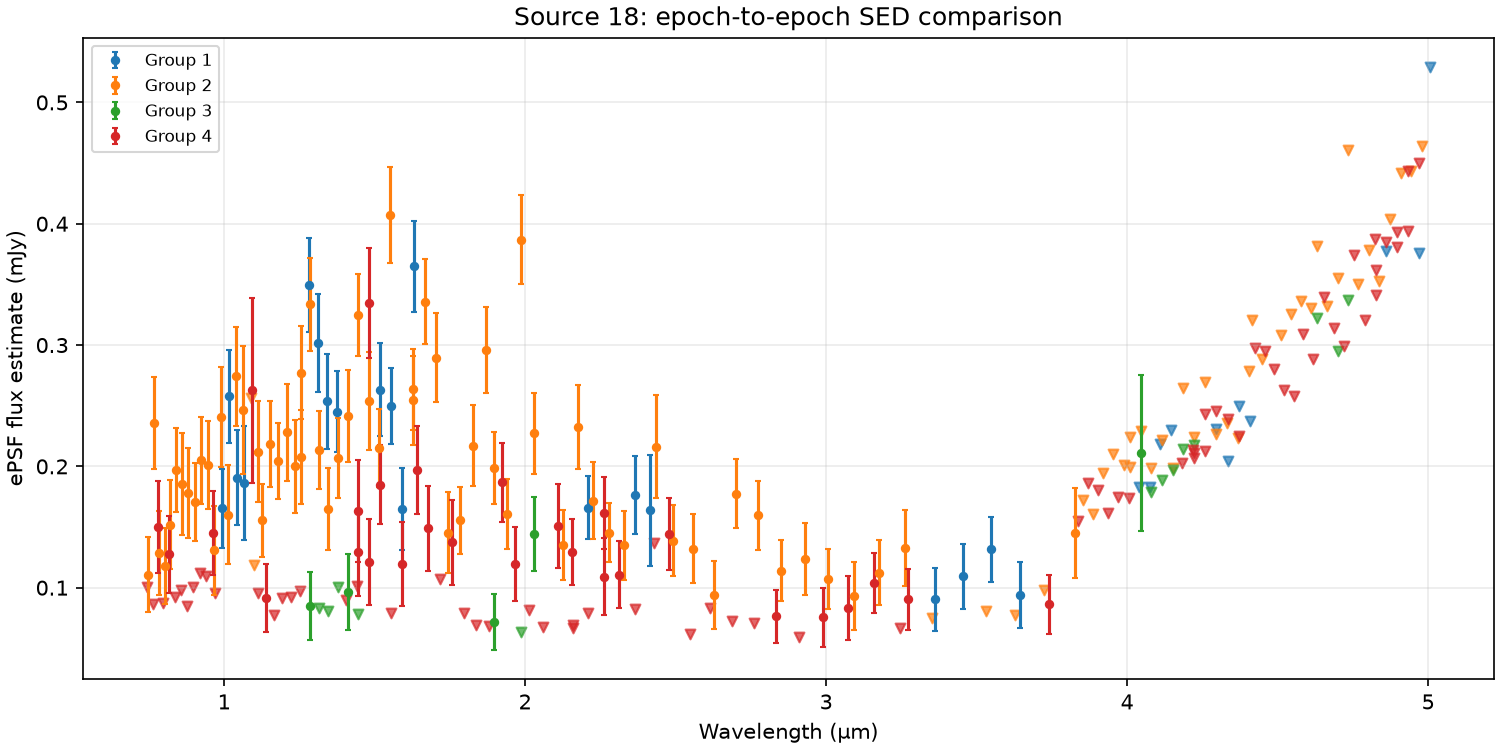 Source 18: epoch-to-epoch SED comparison
Group 1
Group 2
Group 3
Group 4
ePSF flux estimate (mJy)
0.5
0.4
0.3
0.2
0.1
1 2 3 4 5
Wavelength (μm)